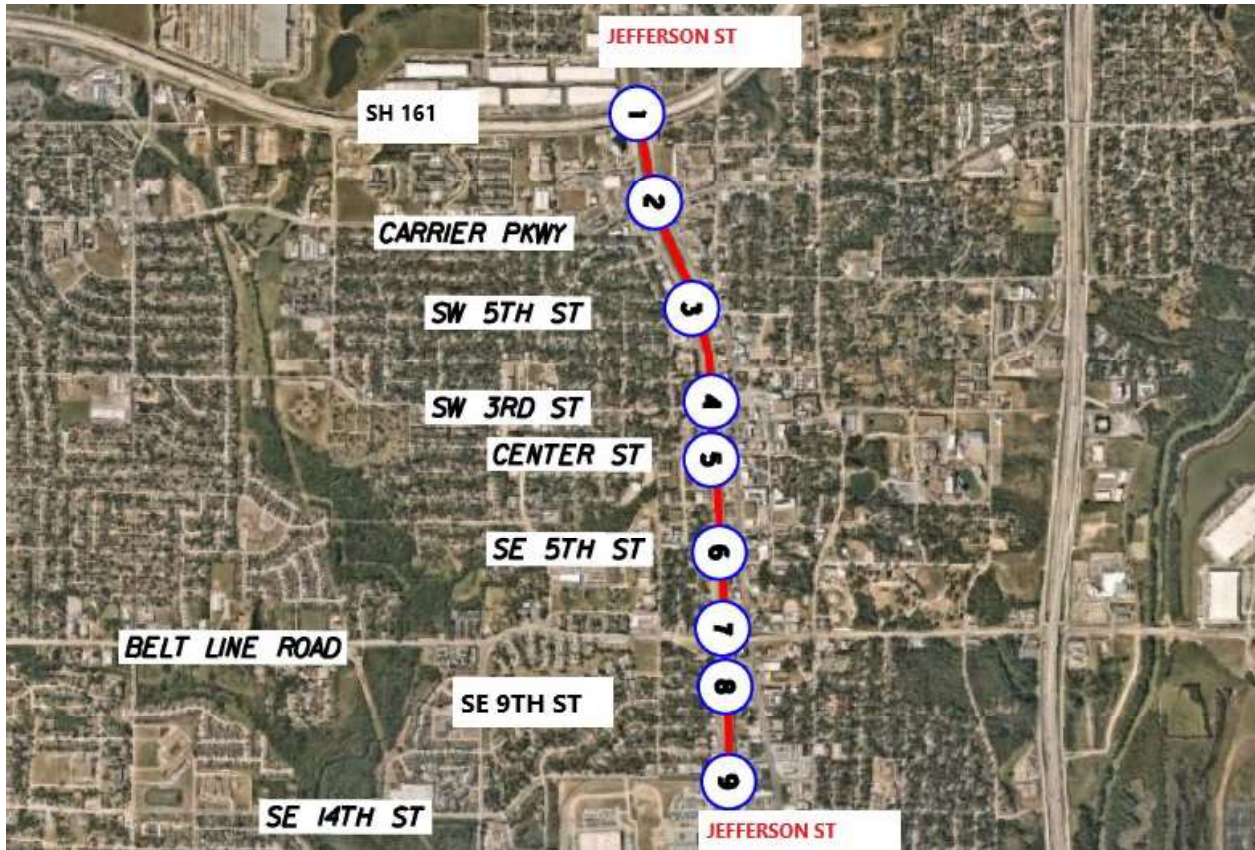 JEFFERSON ST
SH 161
1
2
CARRIER PKWY
3
SW 5TH ST
4
SW 3RD ST
CENTER ST
5
SE 5TH ST
6
7
BELT LINE ROAD
8
SE 9TH ST
9
SE 14TH ST
JEFFERSON ST